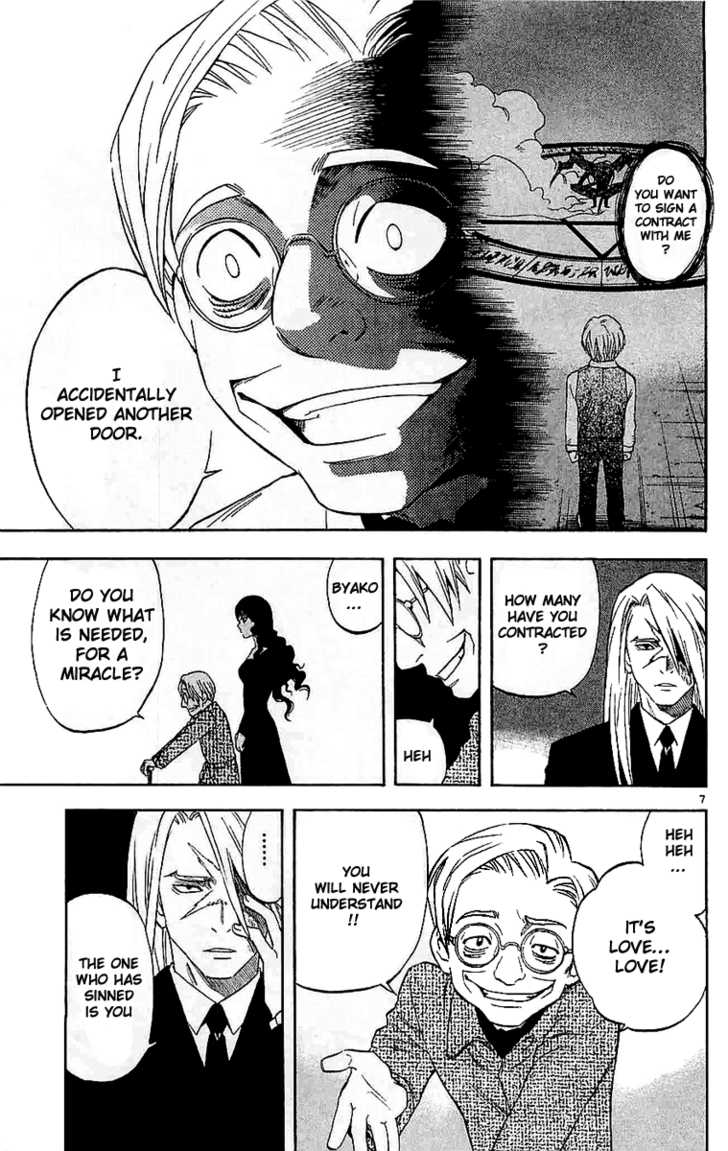 DO
YOU WANT
TO SIGN A
CONTRACT
WITH ME
?
I
ACCIDENTALLY
OPENED ANOTHER
DOOR.
HOW MANY
HAVE YOU
CONTRACTED
?
HEH
BYAKO
...
DO YOU
KNOW WHAT
IS NEEDED,
FOR A
MIRACLE?
7
HEH
HEH
...
IT'S
LOVE...
LOVE!
YOU
WILL NEVER
UNDERSTAND
!!
......
THE ONE
WHO HAS
SINNED
IS YOU